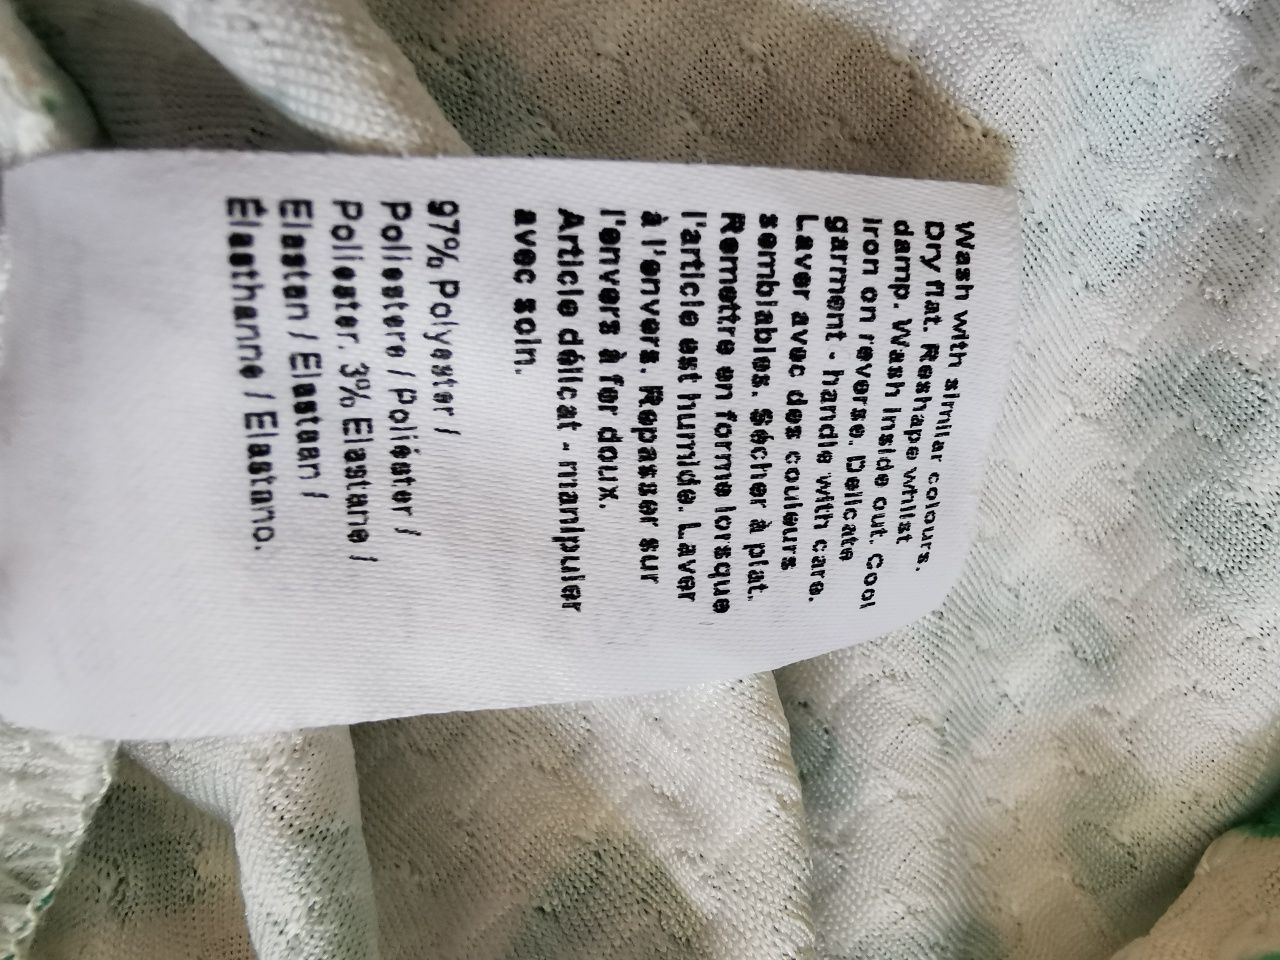 Wash with similar colours.
Dry flat. Reshape whilst
damp. Wash inside out. Cool
iron on reverse. Delicate
garment - handle with care.
Laver avec des couleurs
semblables. Sécher à plat.
Remettre en forme lorsque
l'article est humide. Laver
à l'envers. Repasser sur
l'envers à fer doux.
Article délicat - manipuler
avec soin.
97% Polyester /
Poliestere / Poliéster /
Poliester. 3% Elastane /
Elastan / Elastaan /
Élasthanne / Elastano.